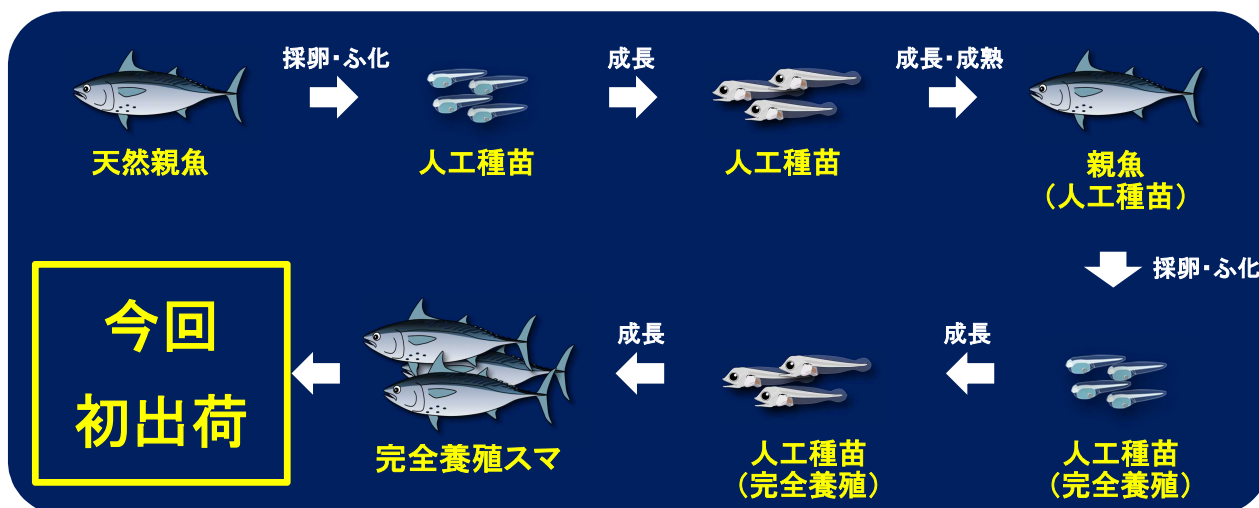 採卵・ふ化
成長
成長・成熟
天然親魚
人工種苗
人工種苗
親魚
（人工種苗）
採卵・ふ化
成長
成長
人工種苗
（完全養殖）
人工種苗
（完全養殖）
完全養殖スマ
今回
初出荷